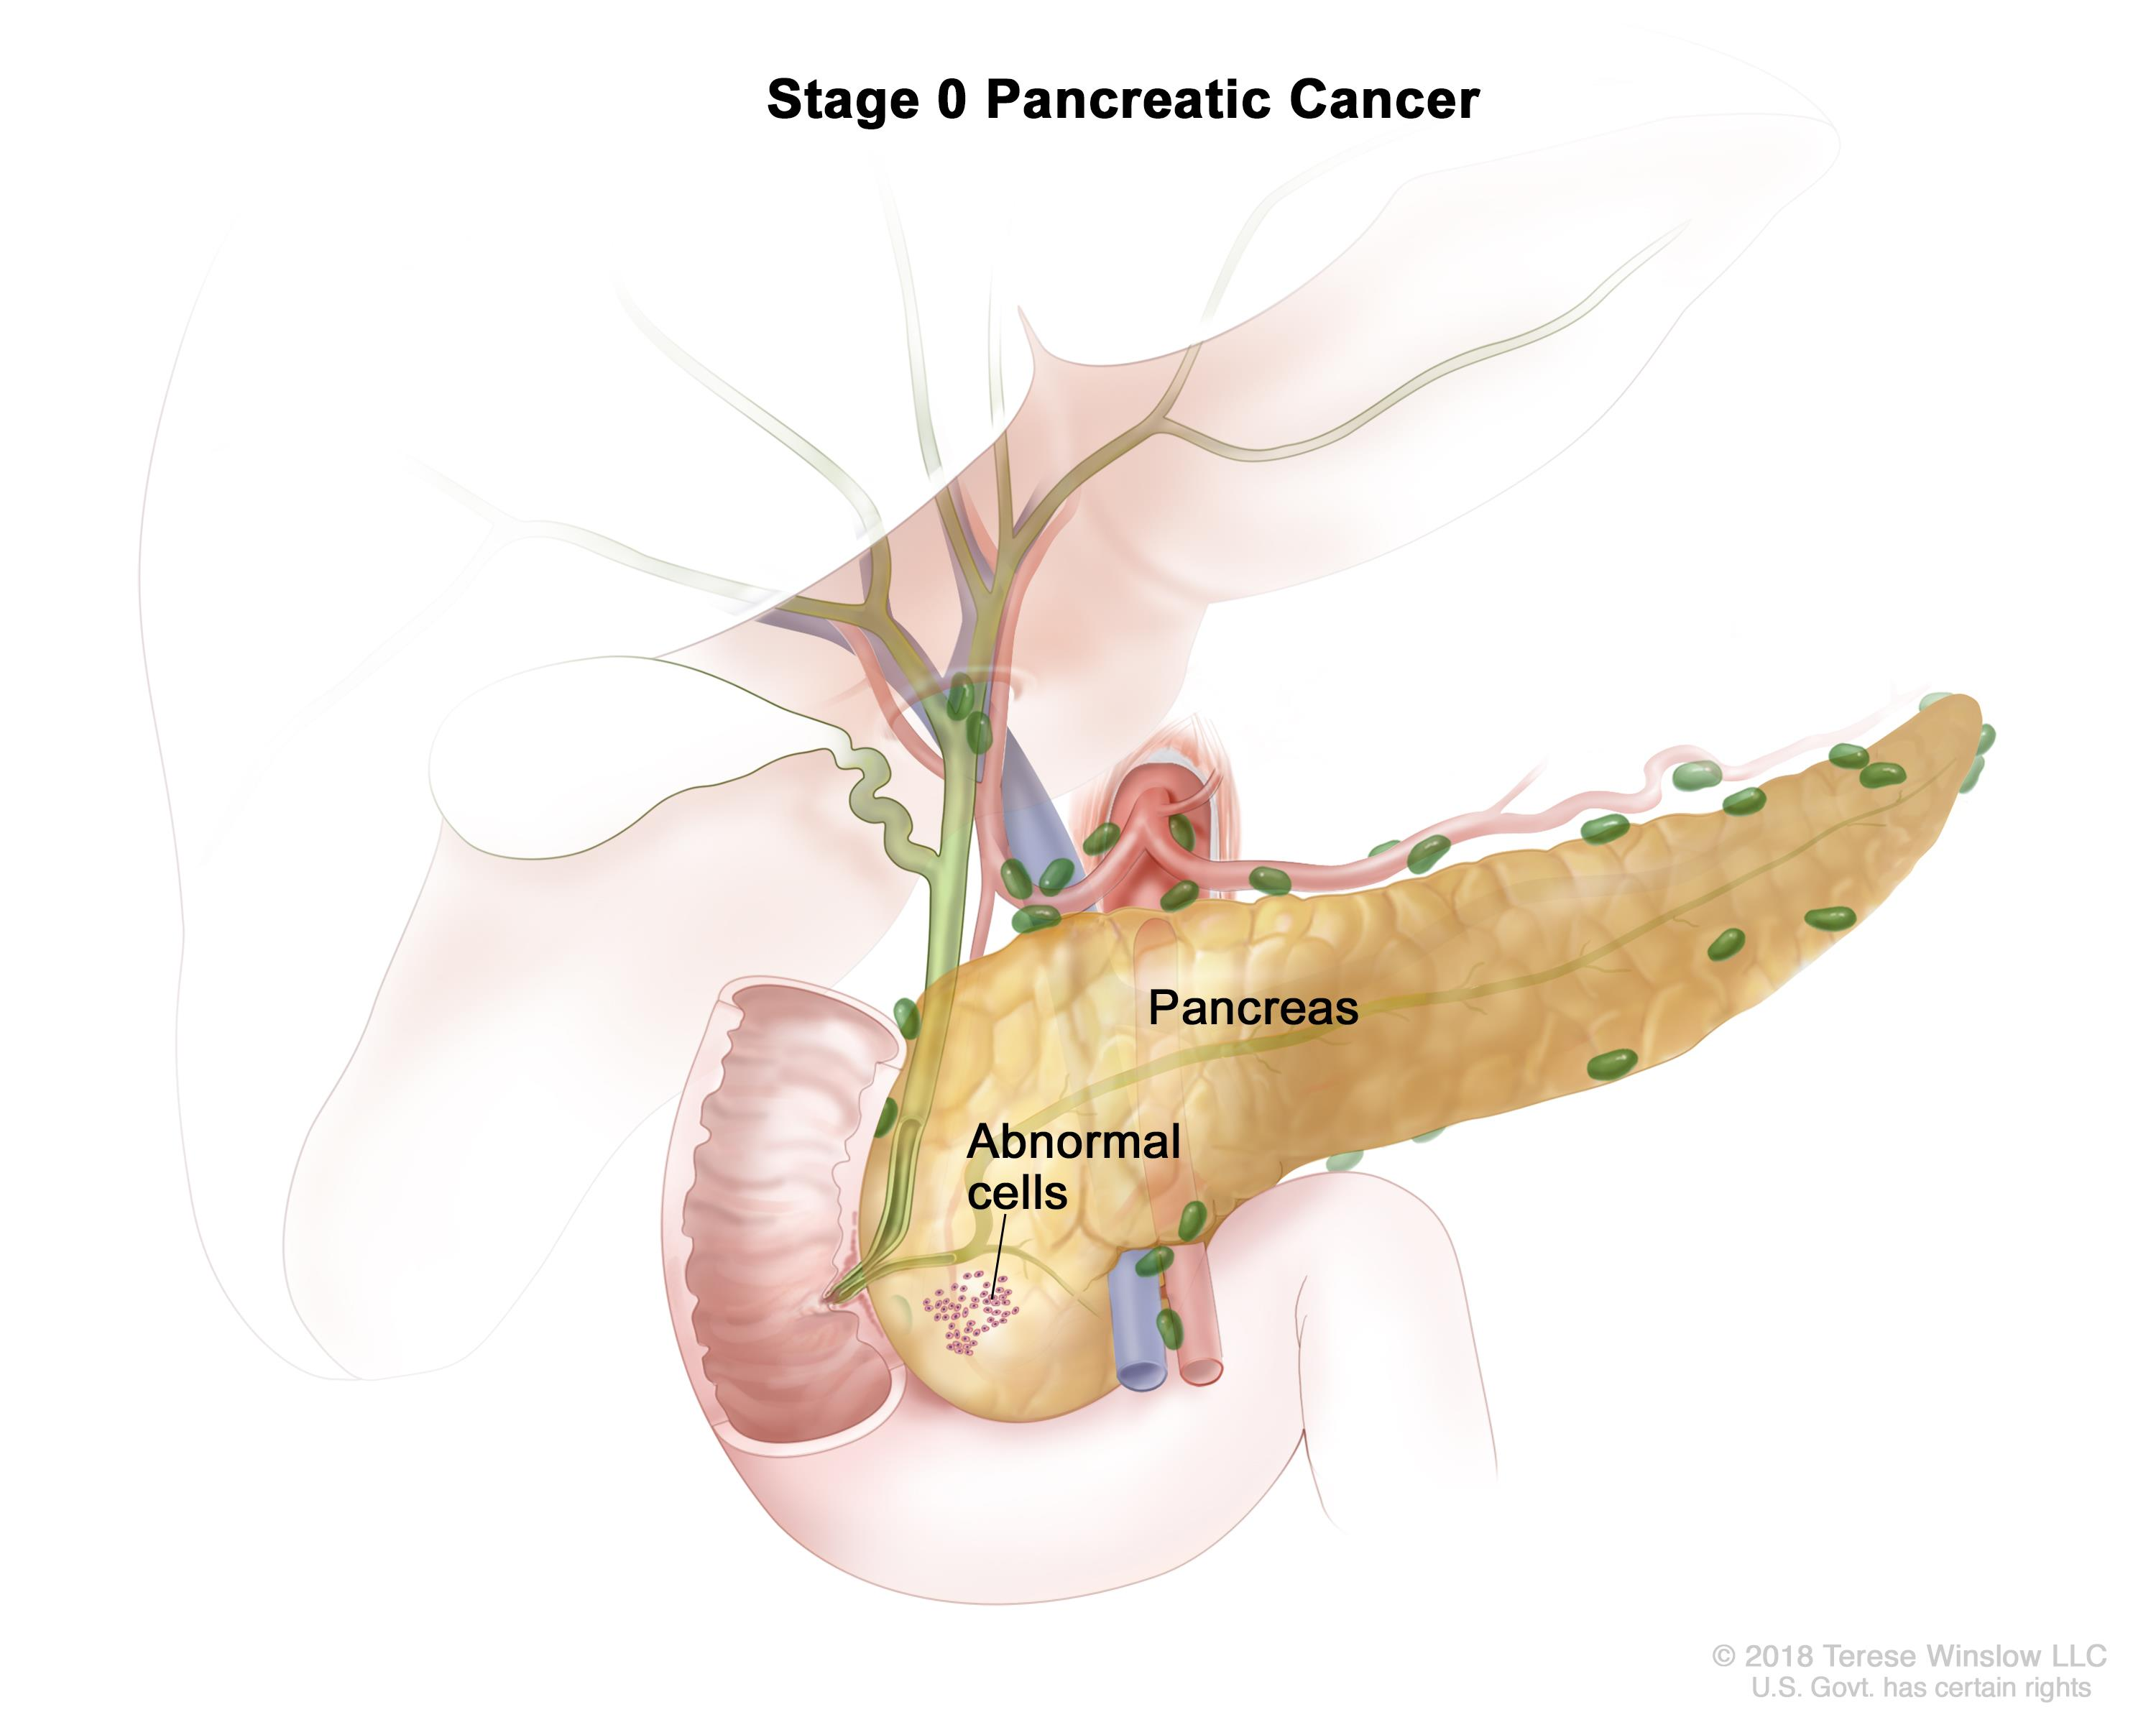 Stage 0 Pancreatic Cancer
Pancreas
Abnormal
cells
© 2018 Terese Winslow LLC
U.S. Govt. has certain rights